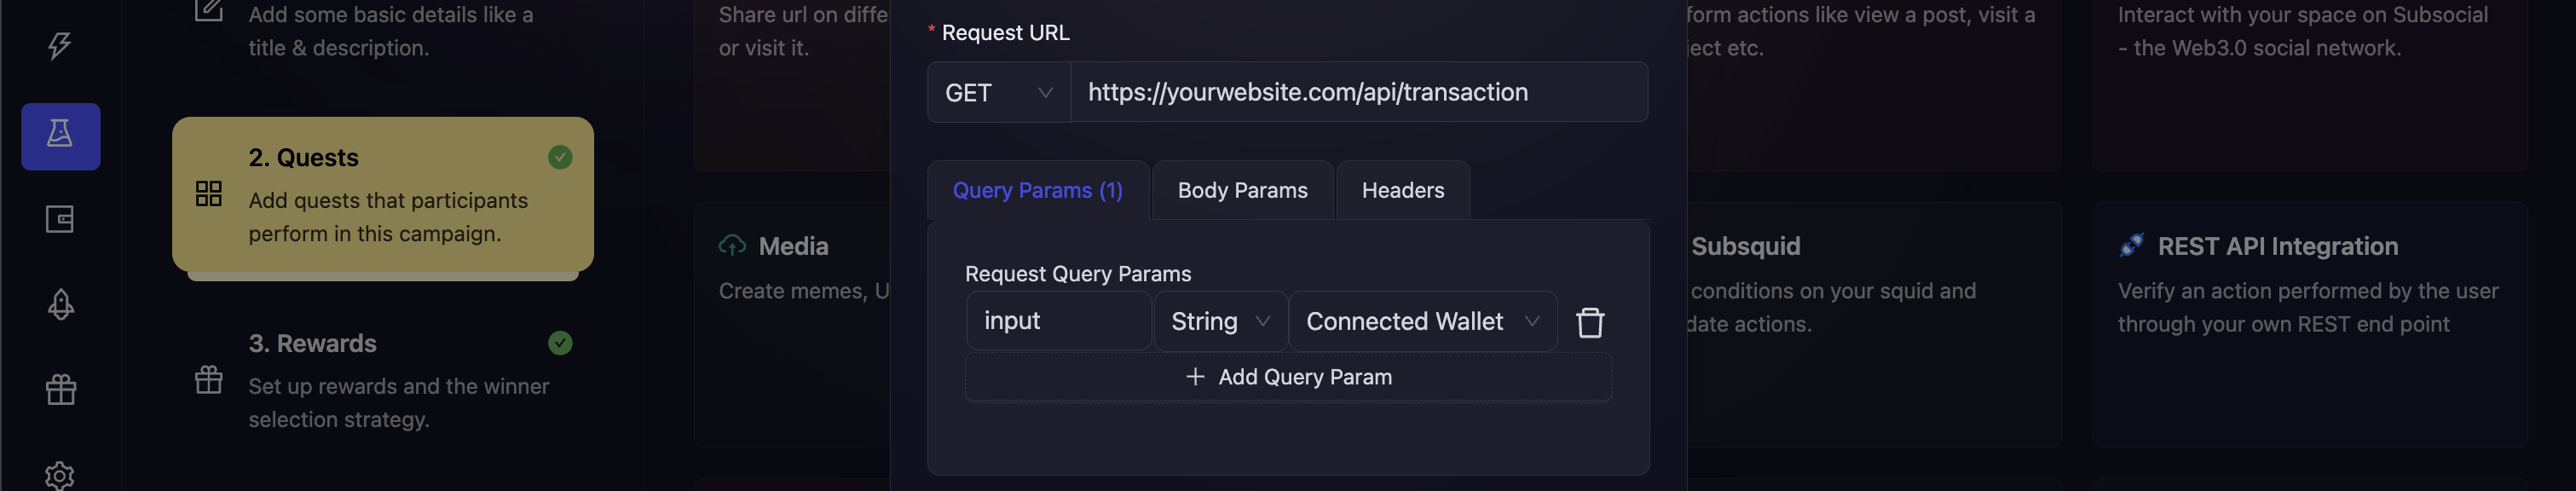 Add some basic details like a
title & description.
2. Quests
Add quests that participants
perform in this campaign.
3. Rewards
Set up rewards and the winner
selection strategy.
Share url on diffe
or visit it.
Media
Create memes, U
* Request URL
GET
https://yourwebsite.com/api/transaction
Query Params (1)
Body Params
Headers
Request Query Params
input
String
Connected Wallet
+ Add Query Param
form actions like view a post, visit a
ject etc.
Subsquid
conditions on your squid and
date actions.
Interact with your space on Subsocial
- the Web3.0 social network.
REST API Integration
Verify an action performed by the user
through your own REST end point